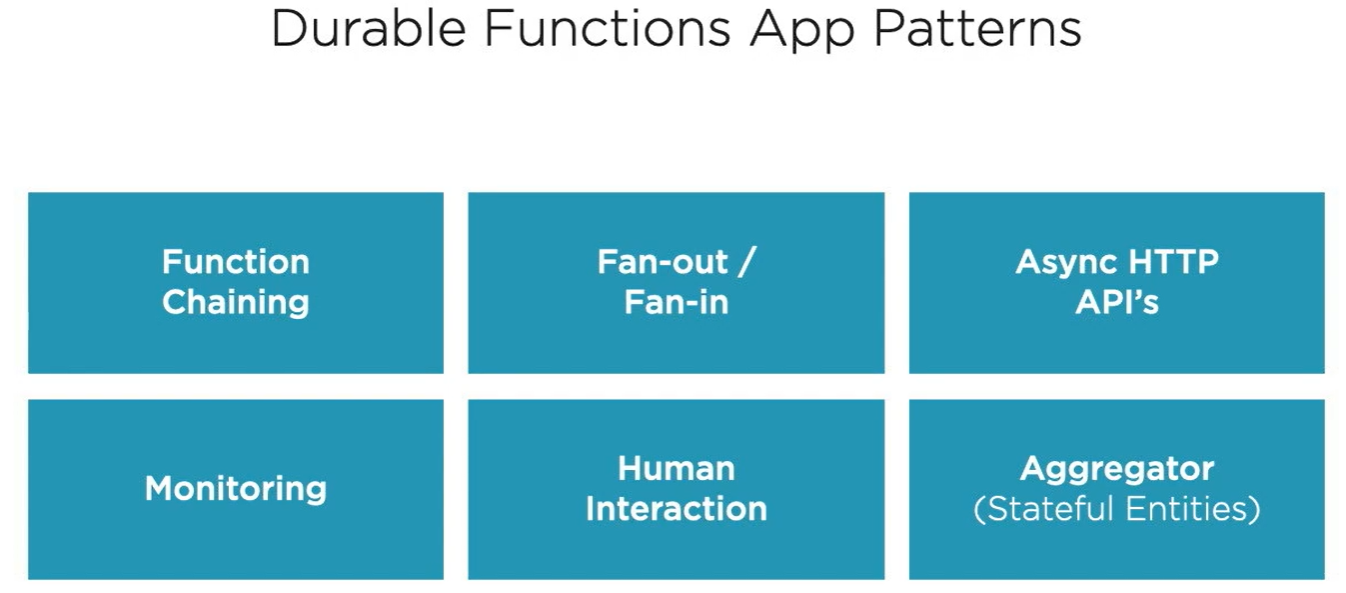 Durable Functions App Patterns
Function
Chaining
Fan-out /
Fan-in
Async HTTP
API's
Monitoring
Human
Interaction
Aggregator
(Stateful Entities)